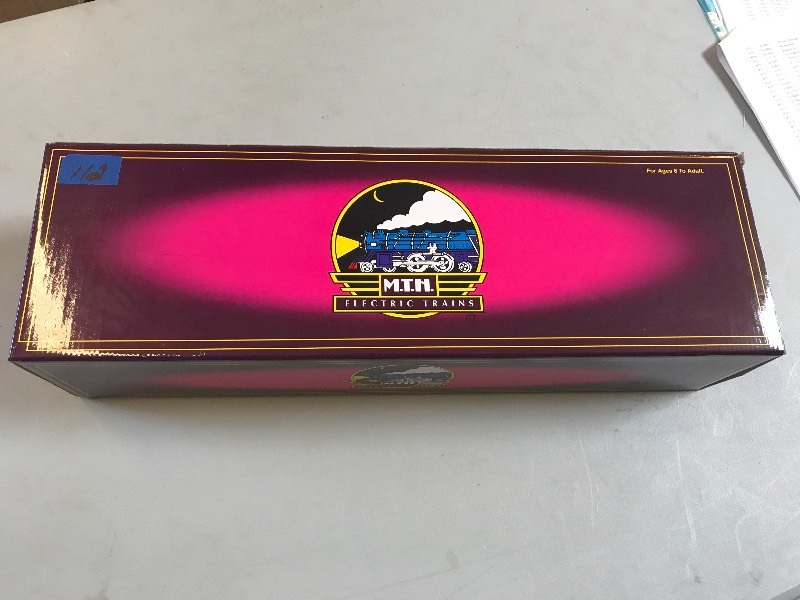 112
For Ages 8 To Adult.
M.T.H.
ELECTRIC TRAINS